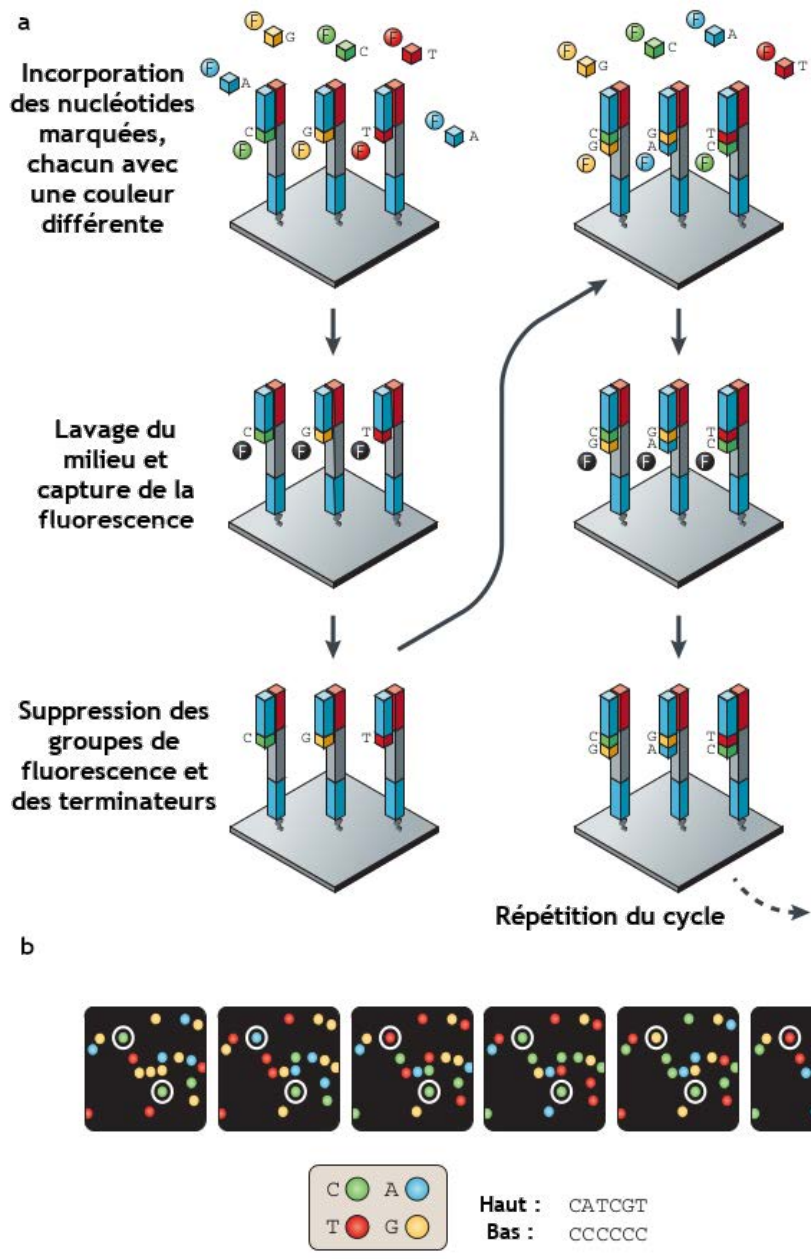 a
Incorporation
des nucléotides
marquées,
chacun avec
une couleur
différente
F G F C F T
F A
F A
C F G F T F
F G F C F A F T
C G F G A F T C F
Lavage du
milieu et
capture de la
fluorescence
C F G F T F
C G F G A F T C F
Suppression des
groupes de
fluorescence et
des terminateurs
C G T
C G G A T C
Répétition du cycle
b
C A
T G
Haut : CATCGT
Bas : CCCCCC